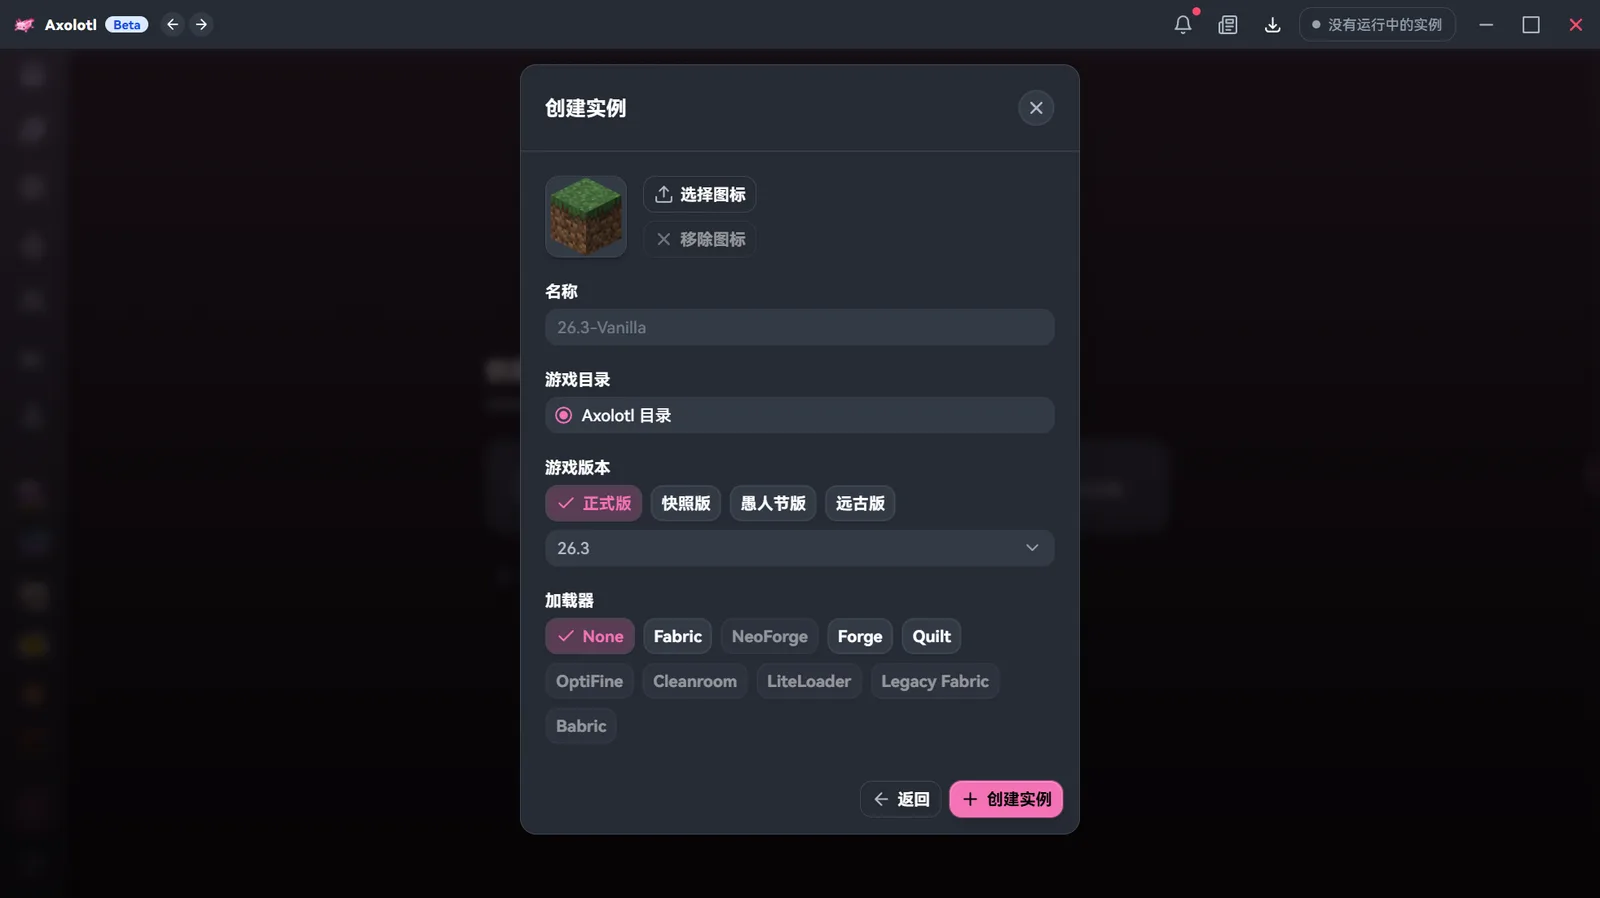 Axolotl Beta
没有运行中的实例
创建实例
选择图标
移除图标
名称
26.3-Vanilla
游戏目录
Axolotl 目录
游戏版本
正式版 快照版 愚人节版 远古版
26.3
加载器
None Fabric NeoForge Forge Quilt
OptiFine Cleanroom LiteLoader Legacy Fabric
Babric
返回 创建实例